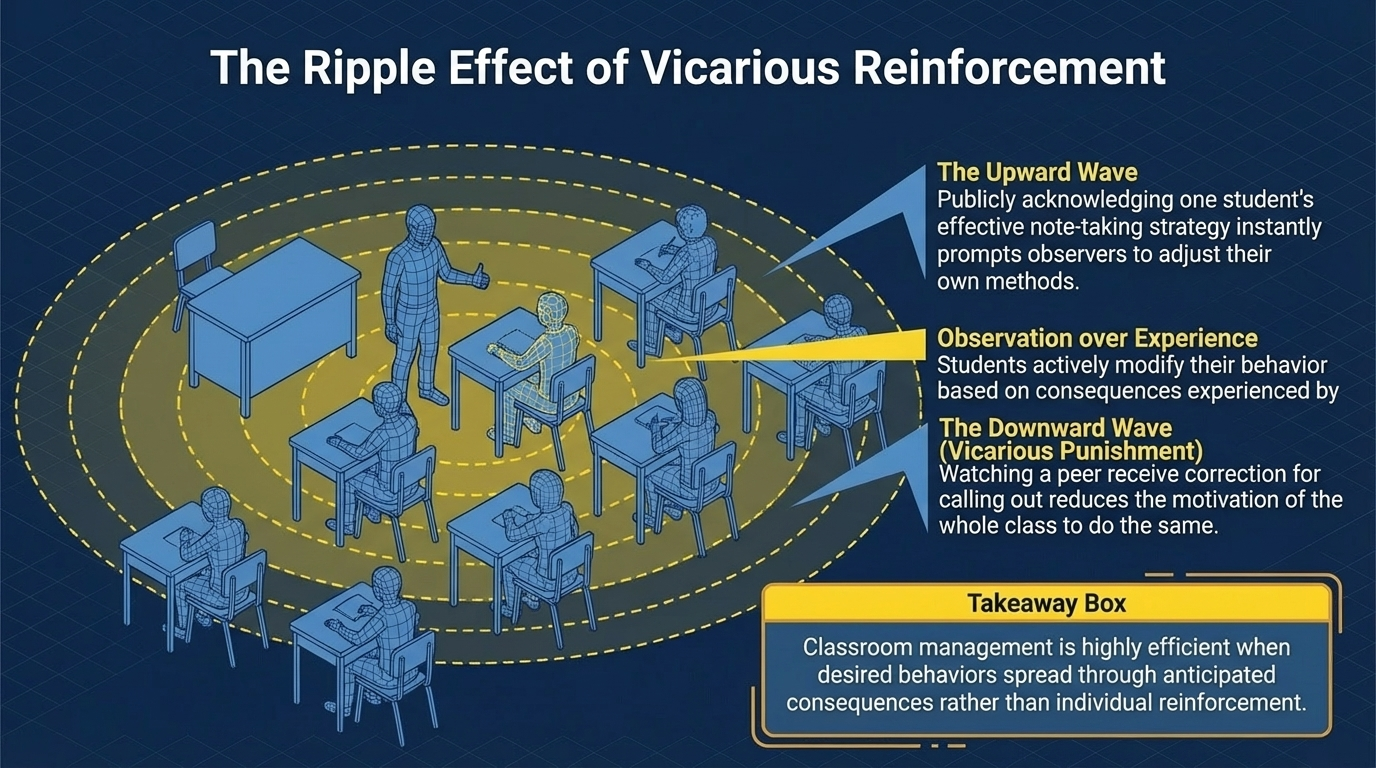 The Ripple Effect of Vicarious Reinforcement
The Upward Wave
Publicly acknowledging one student's
effective note-taking strategy instantly
prompts observers to adjust their
own methods.
Observation over Experience
Students actively modify their behavior
based on consequences experienced by
The Downward Wave
(Vicarious Punishment)
Watching a peer receive correction for
calling out reduces the motivation of the
whole class to do the same.
Takeaway Box
Classroom management is highly efficient when
desired behaviors spread through anticipated
consequences rather than individual reinforcement.